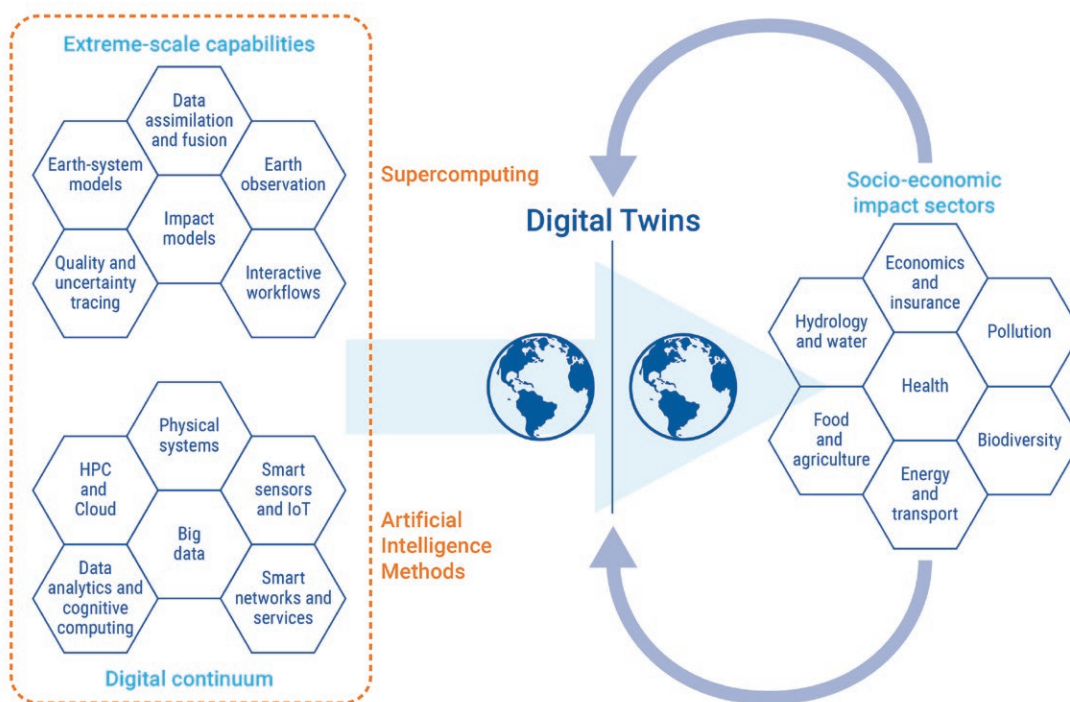 Extreme-scale capabilities
Data
assimilation
and fusion
Earth-system
models
Earth
observation
Impact
models
Quality and
uncertainty
tracing
Interactive
workflows
Physical
systems
HPC
and
Cloud
Smart
sensors
and IoT
Big
data
Data
analytics and
cognitive
computing
Smart
networks and
services
Digital continuum
Supercomputing
Artificial
Intelligence
Methods
Digital Twins
Socio-economic
impact sectors
Economics
and
insurance
Hydrology
and water
Pollution
Health
Food
and
agriculture
Biodiversity
Energy
and
transport